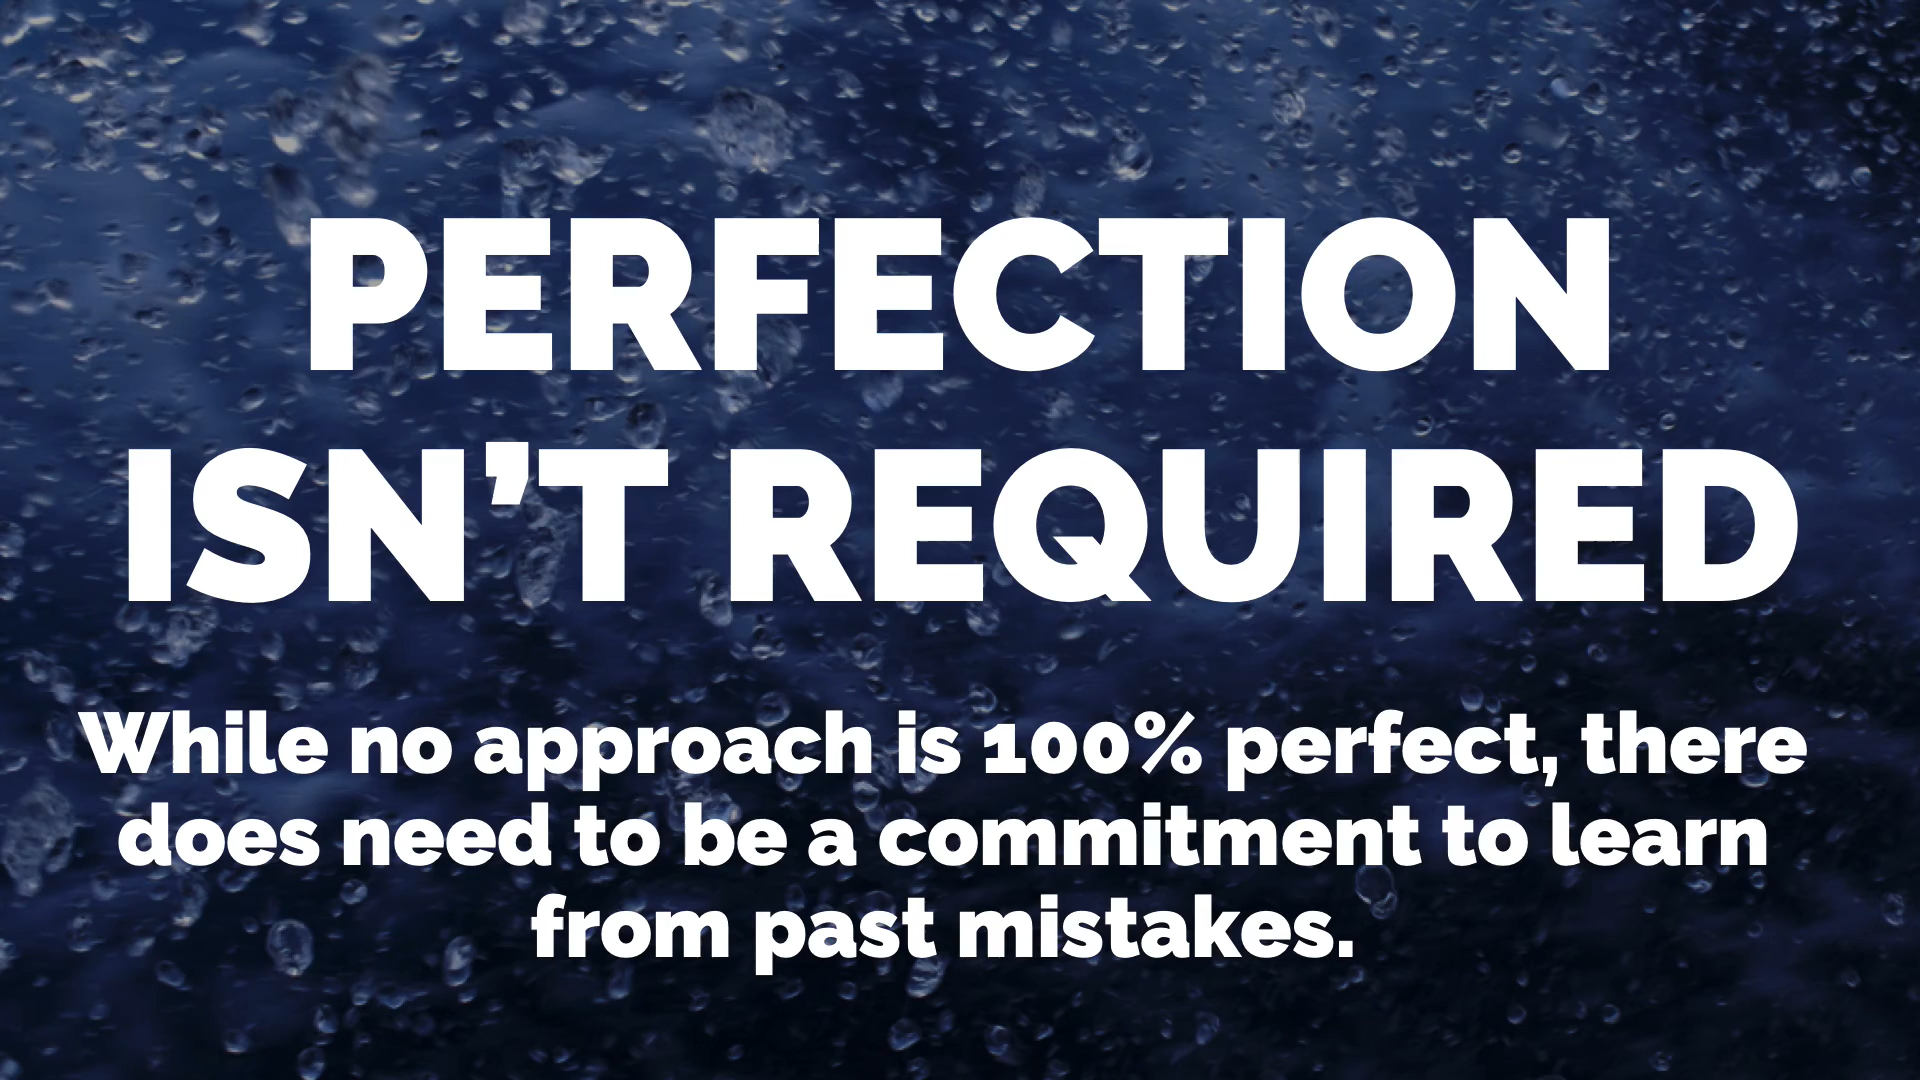 PERFECTION
ISN’T REQUIRED
While no approach is 100% perfect, there
does need to be a commitment to learn
from past mistakes.